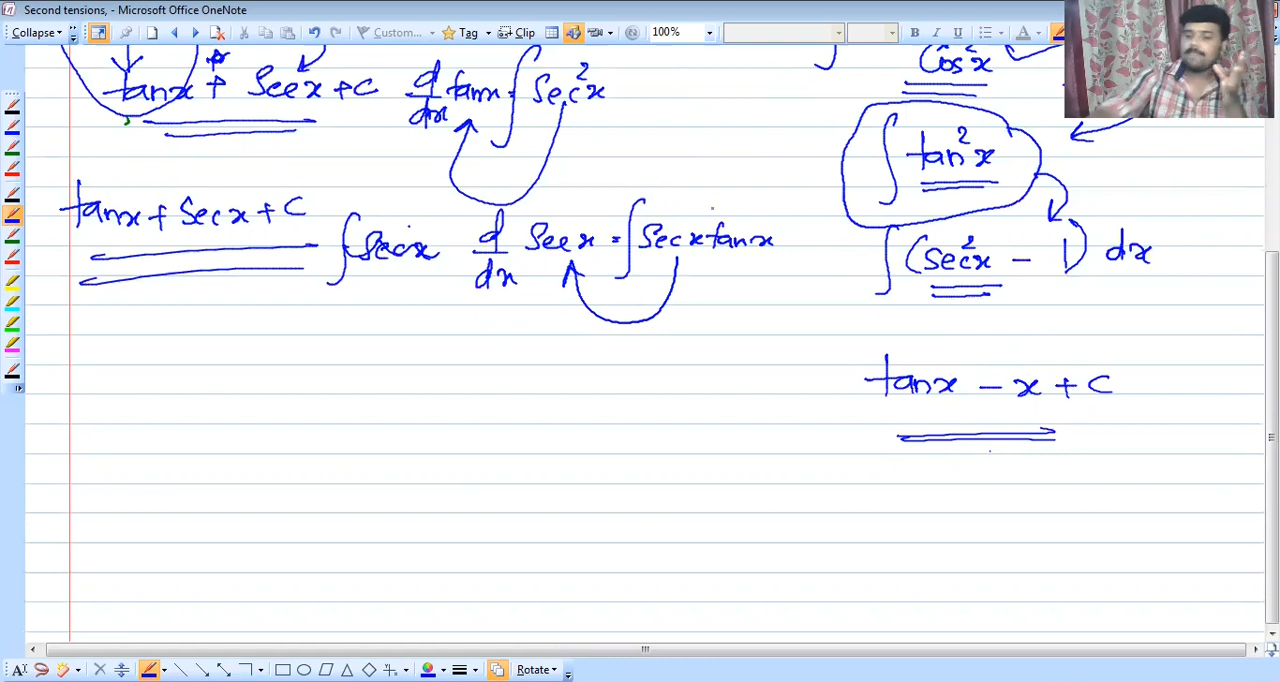 Second tensions, - Microsoft Office OneNote
Collapse
Custom...
Tag
Clip
100%
B I U
A
tanx + Secx + C
d/dx tanx = ∫ Sec²x
Cos²x
∫ tan²x
tanx + Secx + C
∫ Secx
d/dx Secx = ∫ Secx tanx
∫ (sec²x - 1) dx
tanx - x + C
Rotate